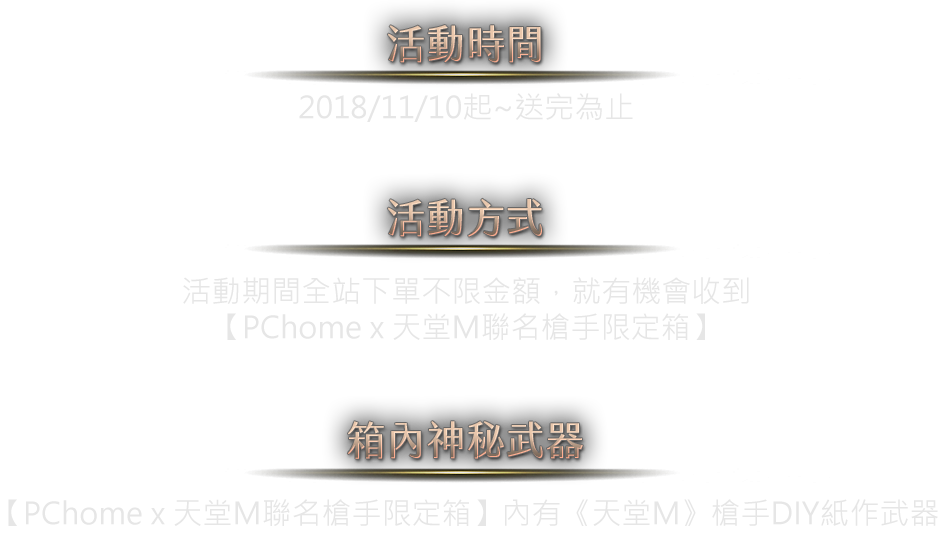 活動時間
2018/11/10起~送完為止
活動方式
活動期間全站下單不限金額，就有機會收到
【PChome x 天堂M聯名槍手限定箱】
箱內神秘武器
【PChome x 天堂M聯名槍手限定箱】內有《天堂M》槍手DIY紙作武器